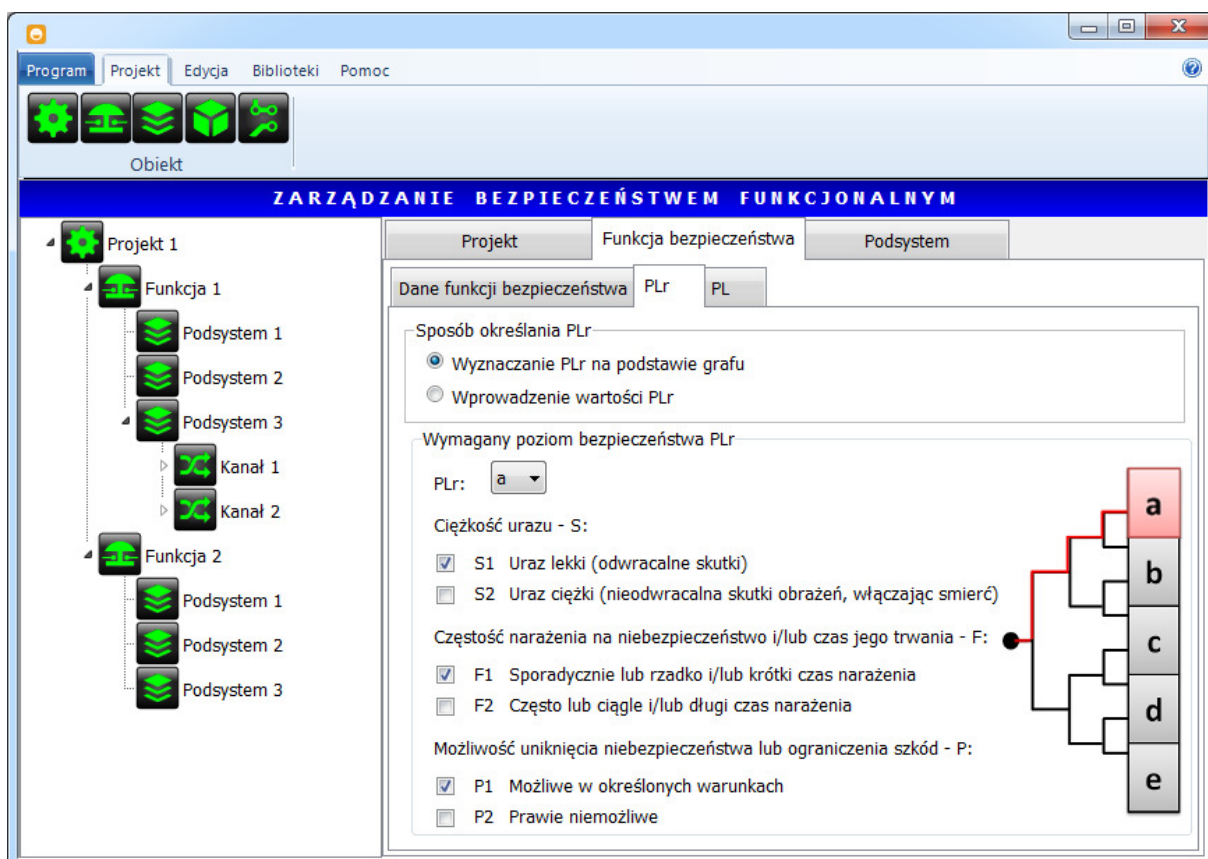 Program Projekt Edycja Biblioteki Pomoc
Obiekt
ZARZĄDZANIE BEZPIECZEŃSTWEM FUNKCJONALNYM
Projekt 1
Funkcja 1
Podsystem 1
Podsystem 2
Podsystem 3
Kanał 1
Kanał 2
Funkcja 2
Podsystem 1
Podsystem 2
Podsystem 3
Projekt Funkcja bezpieczeństwa Podsystem
Dane funkcji bezpieczeństwa PLr PL
Sposób określania PLr
Wyznaczanie PLr na podstawie grafu
Wprowadzenie wartości PLr
Wymagany poziom bezpieczeństwa PLr
PLr: a
Ciężkość urazu - S:
S1 Uraz lekki (odwracalne skutki)
S2 Uraz ciężki (nieodwracalna skutki obrażeń, włączając smierć)
Częstość narażenia na niebezpieczeństwo i/lub czas jego trwania - F:
F1 Sporadycznie lub rzadko i/lub krótki czas narażenia
F2 Często lub ciągle i/lub długi czas narażenia
Możliwość uniknięcia niebezpieczeństwa lub ograniczenia szkód - P:
P1 Możliwe w określonych warunkach
P2 Prawie niemożliwe
a
b
c
d
e